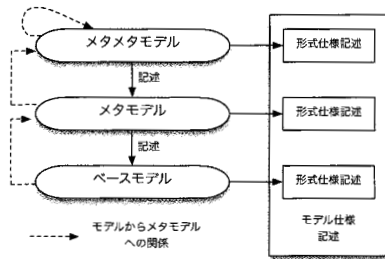 メタメタモデル
形式仕様記述
記述
メタモデル
形式仕様記述
記述
ベースモデル
形式仕様記述
モデルからメタモデル
への関係
モデル仕様
記述